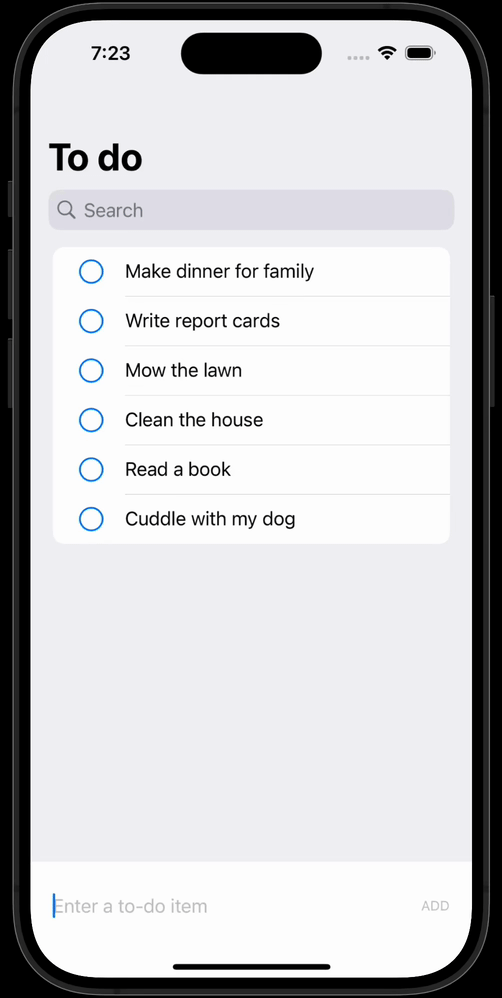 7:23
To do
Search
Make dinner for family
Write report cards
Mow the lawn
Clean the house
Read a book
Cuddle with my dog
Enter a to-do item ADD